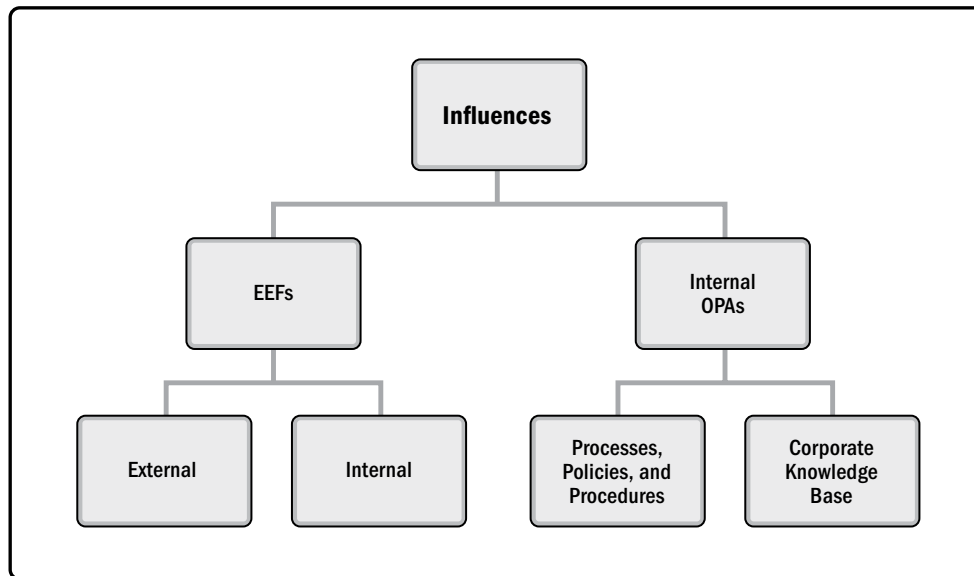 Influences
EEFs
Internal
OPAs
External
Internal
Processes,
Policies, and
Procedures
Corporate
Knowledge
Base